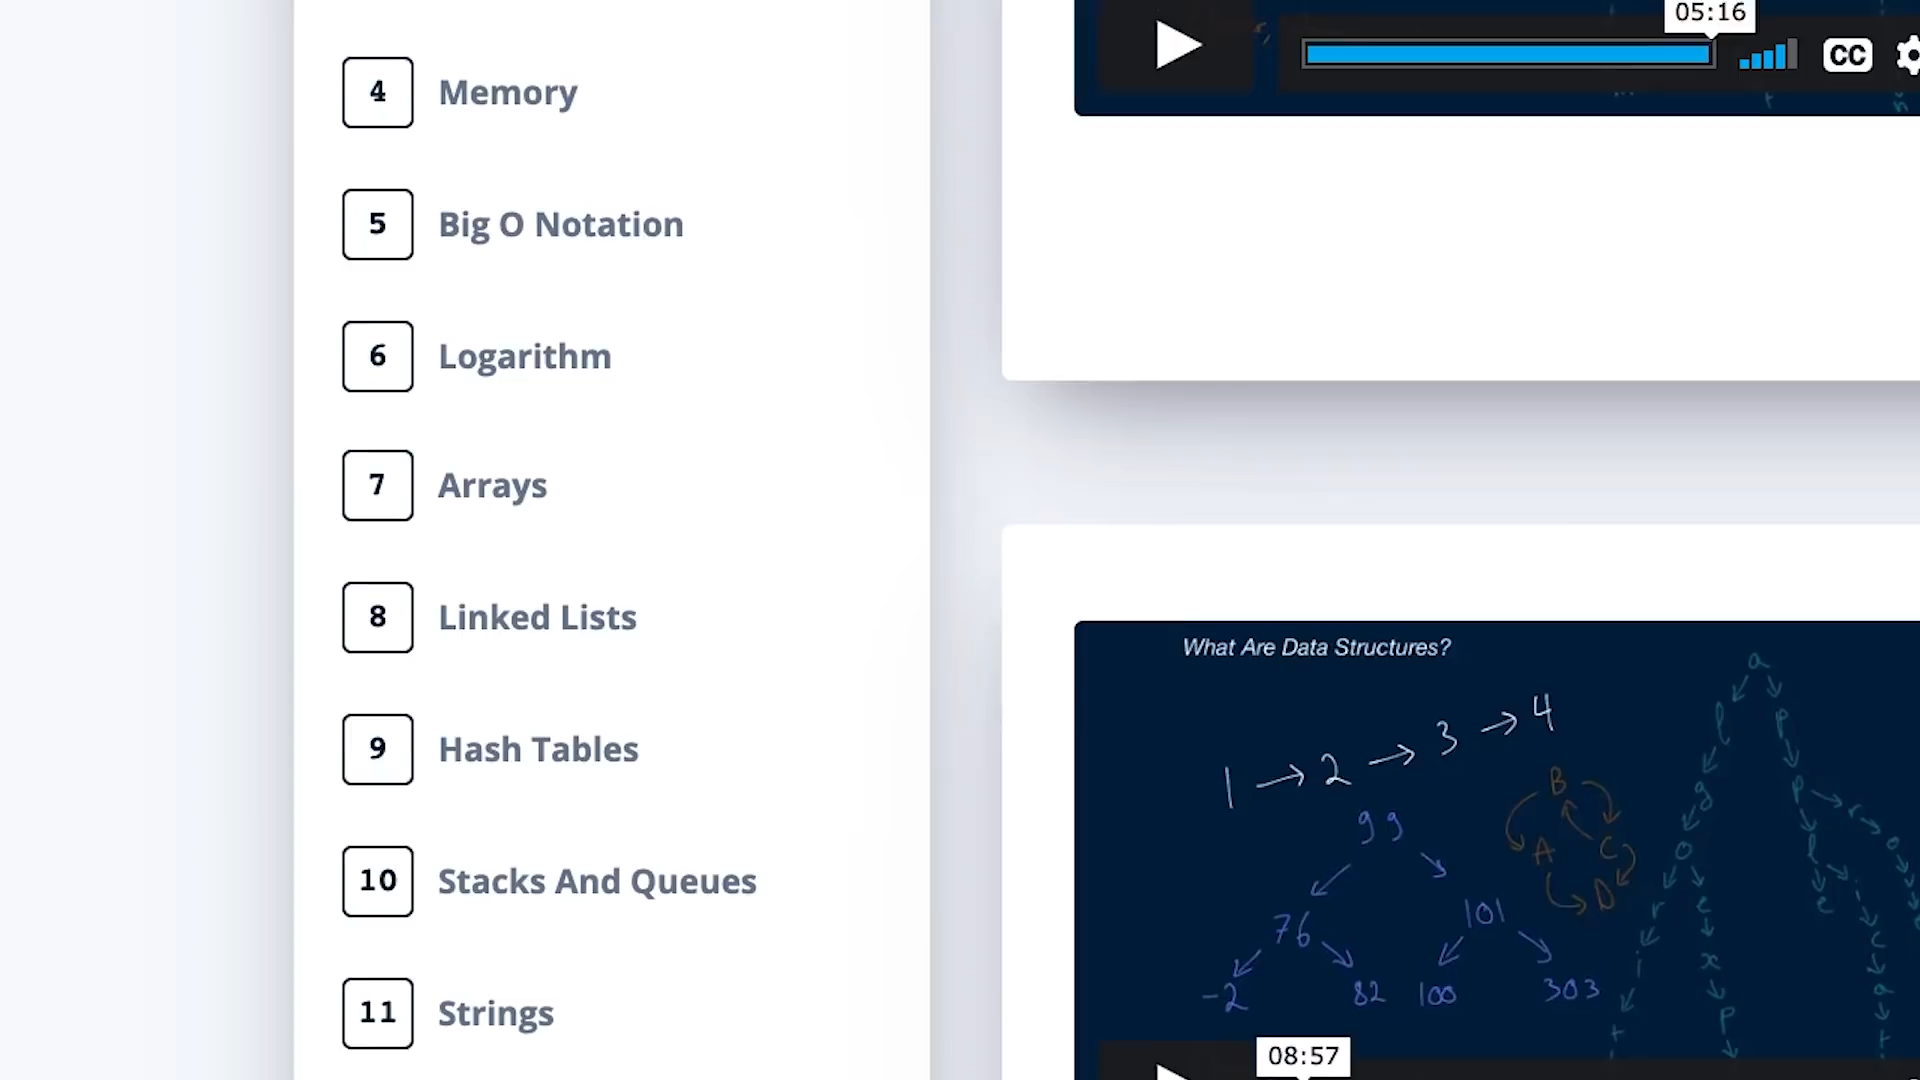 4 Memory
5 Big O Notation
6 Logarithm
7 Arrays
8 Linked Lists
9 Hash Tables
10 Stacks And Queues
11 Strings
05:16
CC
What Are Data Structures?
1 → 2 → 3 → 4
99
76 101
-2 82 100 303
B
A C
D
08:57